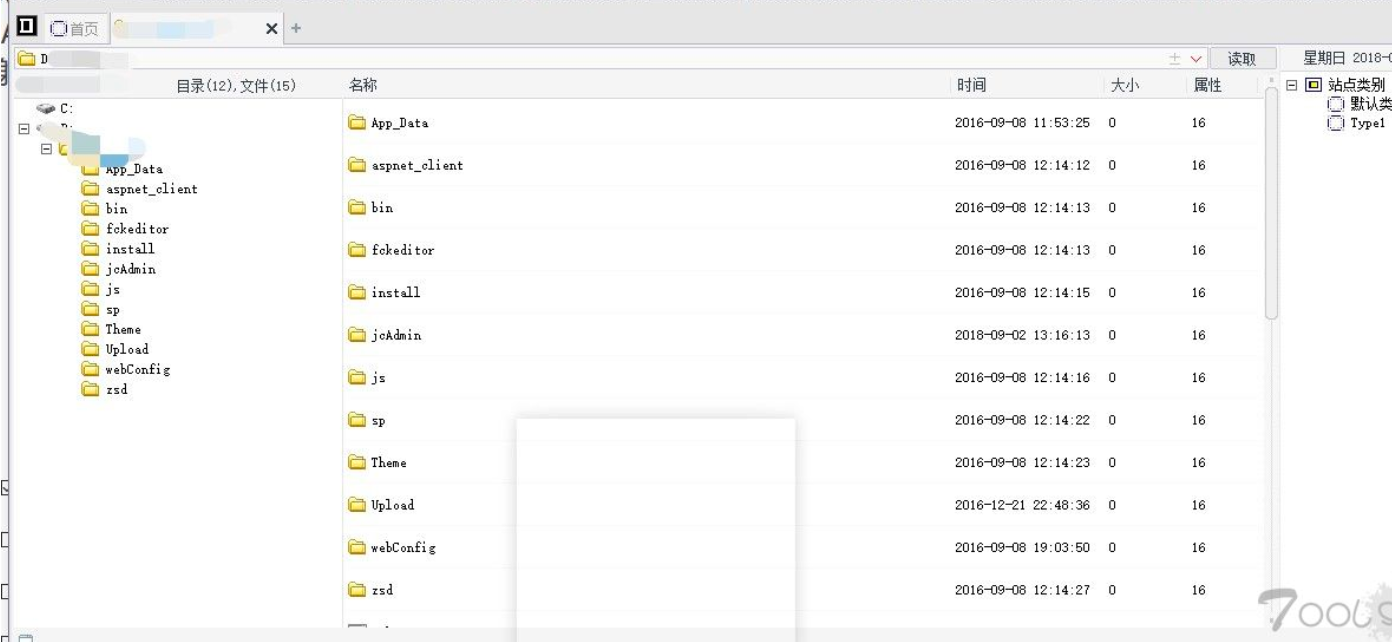 首页
D
读取
星期日 2018-0
目录(12),文件(15)
名称 时间 大小 属性
站点类别
默认类
Type1
C:
App_Data
aspnet_client
bin
fckeditor
install
jcAdmin
js
sp
Theme
Upload
webConfig
zsd
App_Data 2016-09-08 11:53:25 0 16
aspnet_client 2016-09-08 12:14:12 0 16
bin 2016-09-08 12:14:13 0 16
fckeditor 2016-09-08 12:14:13 0 16
install 2016-09-08 12:14:15 0 16
jcAdmin 2018-09-02 13:16:13 0 16
js 2016-09-08 12:14:16 0 16
sp 2016-09-08 12:14:22 0 16
Theme 2016-09-08 12:14:23 0 16
Upload 2016-12-21 22:48:36 0 16
webConfig 2016-09-08 19:03:50 0 16
zsd 2016-09-08 12:14:27 0 16
7ools